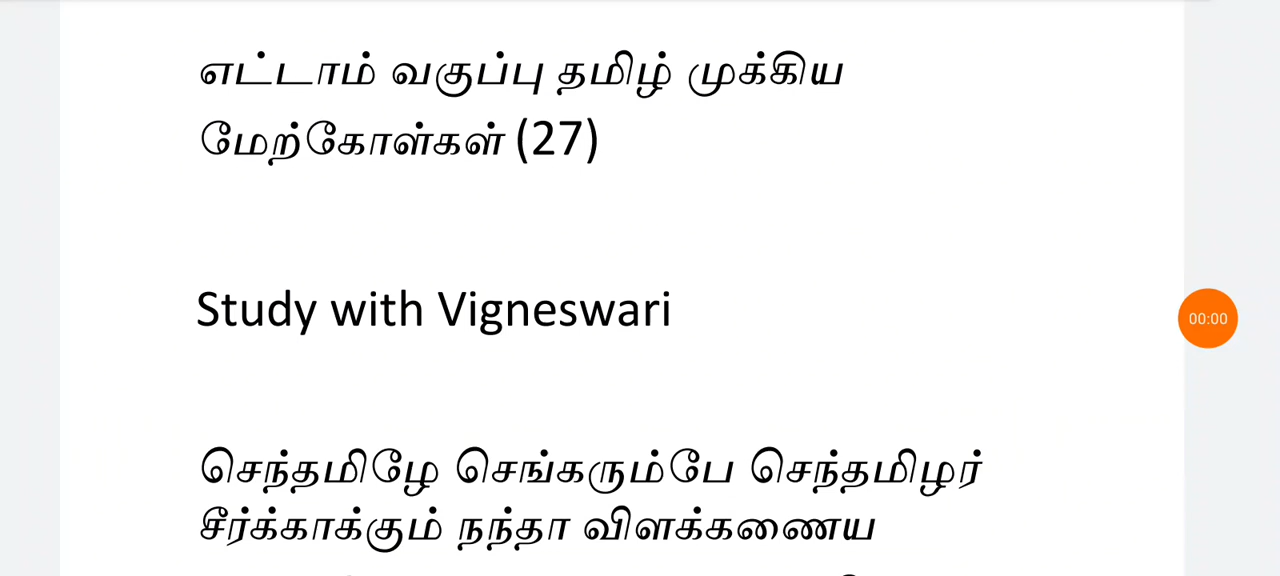 எட்டாம் வகுப்பு தமிழ் முக்கிய
மேற்கோள்கள் (27)
Study with Vigneswari
00:00
செந்தமிழே செங்கரும்பே செந்தமிழர்
சீர்க்காக்கும் நந்தா விளக்கணைய